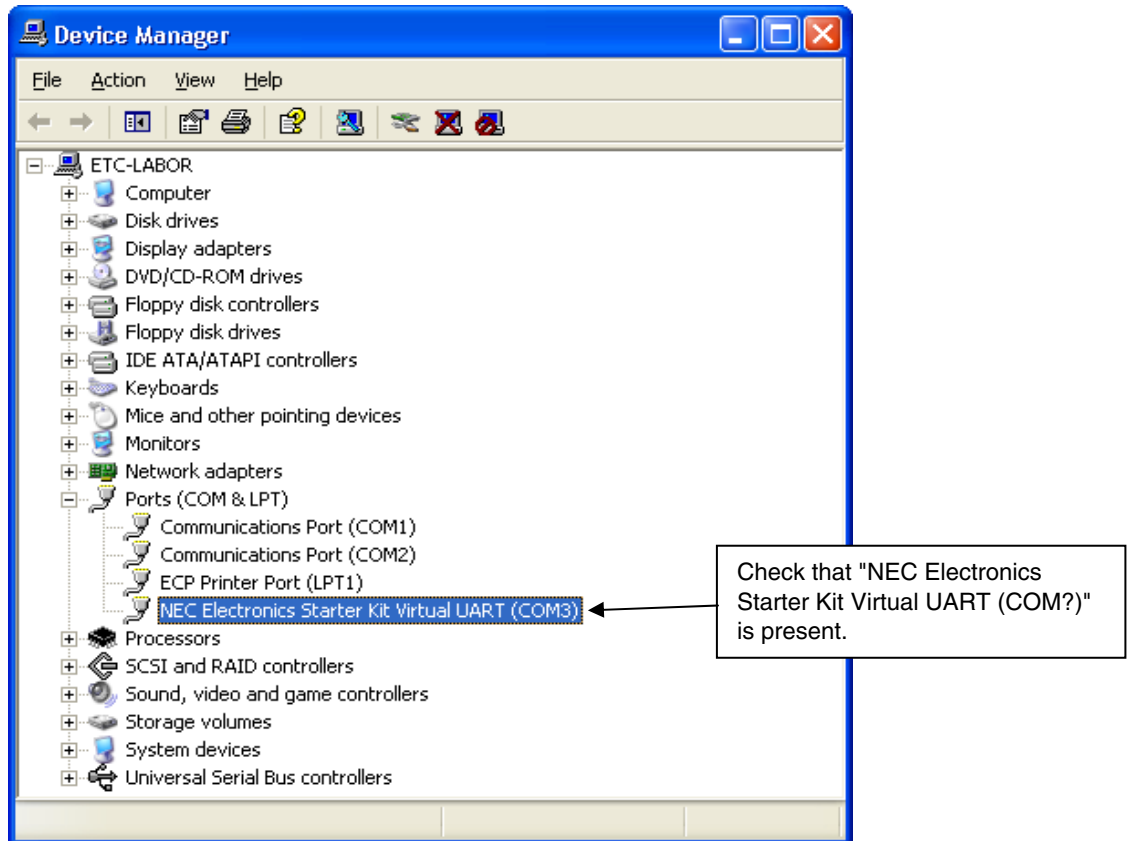 Device Manager
File Action View Help
ETC-LABOR
Computer
Disk drives
Display adapters
DVD/CD-ROM drives
Floppy disk controllers
Floppy disk drives
IDE ATA/ATAPI controllers
Keyboards
Mice and other pointing devices
Monitors
Network adapters
Ports (COM & LPT)
Communications Port (COM1)
Communications Port (COM2)
ECP Printer Port (LPT1)
NEC Electronics Starter Kit Virtual UART (COM3)
Processors
SCSI and RAID controllers
Sound, video and game controllers
Storage volumes
System devices
Universal Serial Bus controllers
Check that "NEC Electronics
Starter Kit Virtual UART (COM?)"
is present.